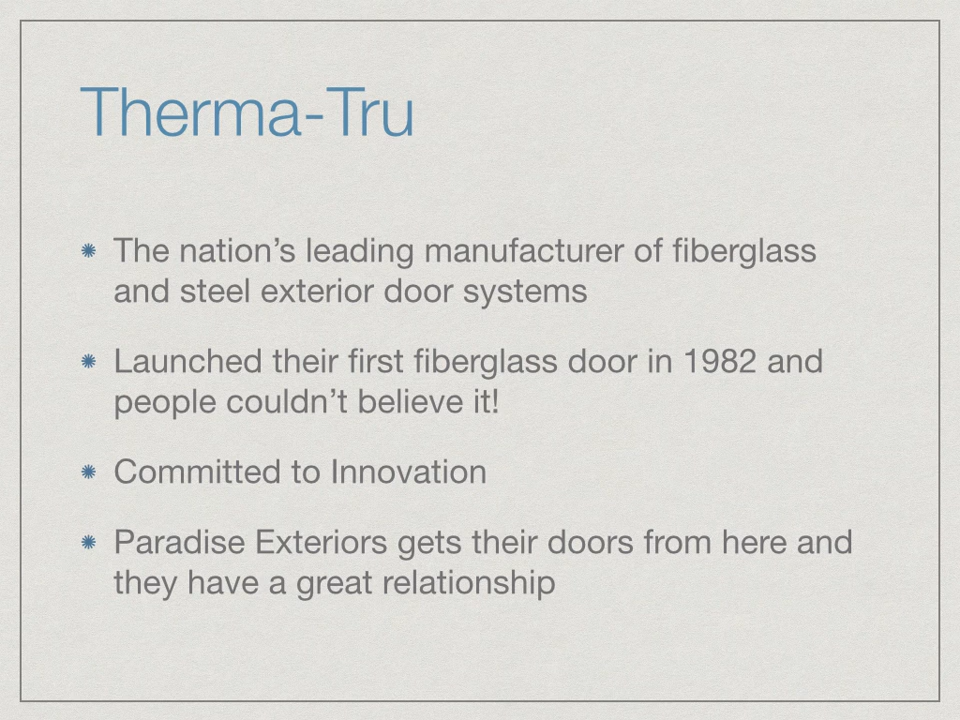 Therma-Tru
The nation’s leading manufacturer of fiberglass
and steel exterior door systems
Launched their first fiberglass door in 1982 and
people couldn’t believe it!
Committed to Innovation
Paradise Exteriors gets their doors from here and
they have a great relationship